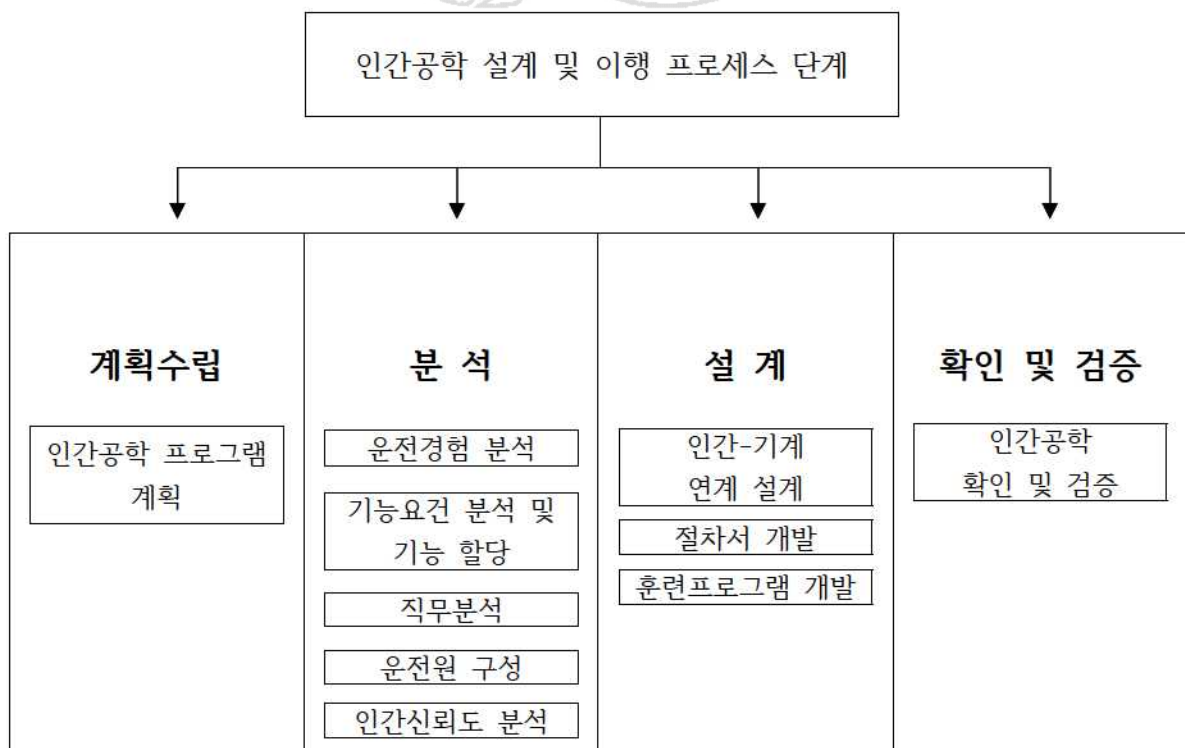 인간공학 설계 및 이행 프로세스 단계
계획수립
인간공학 프로그램
계획
분 석
운전경험 분석
기능요건 분석 및
기능 할당
직무분석
운전원 구성
인간신뢰도 분석
설 계
인간-기계
연계 설계
절차서 개발
훈련프로그램 개발
확인 및 검증
인간공학
확인 및 검증